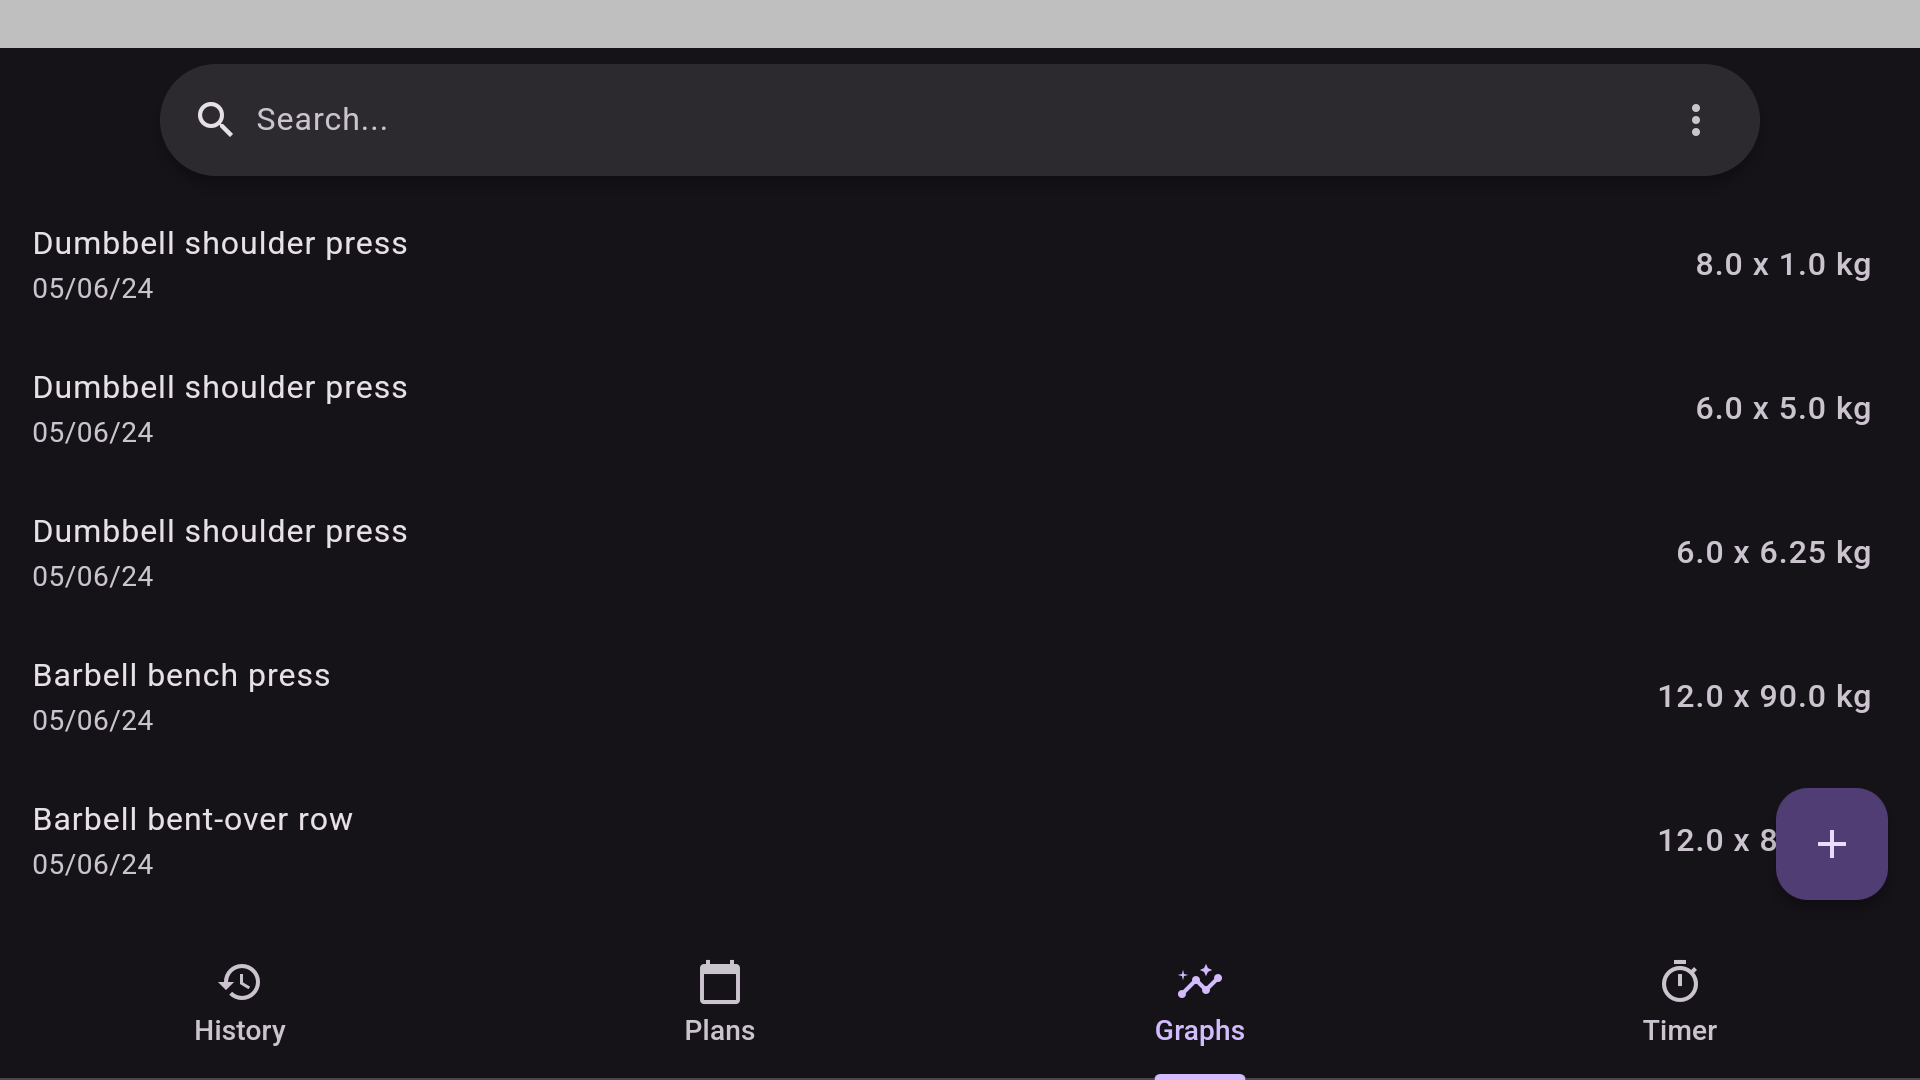 Search...
Dumbbell shoulder press
05/06/24
8.0 x 1.0 kg
Dumbbell shoulder press
05/06/24
6.0 x 5.0 kg
Dumbbell shoulder press
05/06/24
6.0 x 6.25 kg
Barbell bench press
05/06/24
12.0 x 90.0 kg
Barbell bent-over row
05/06/24
12.0 x 8
History
Plans
Graphs
Timer